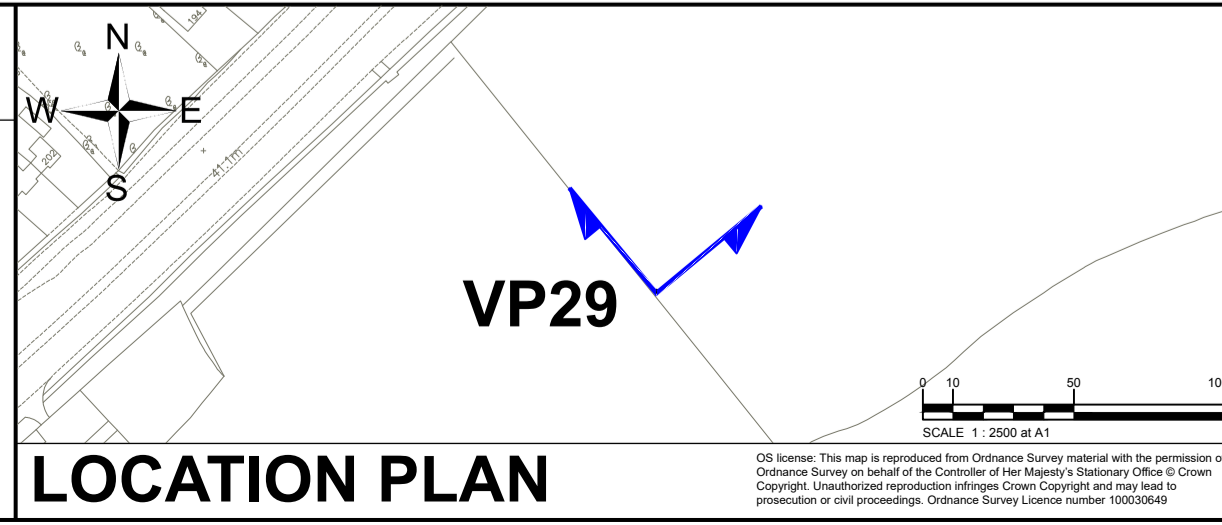 194
N
W E
S
202
41.1m
VP29
0 10 50 10
SCALE 1 : 2500 at A1
LOCATION PLAN
OS license: This map is reproduced from Ordnance Survey material with the permission o
Ordnance Survey on behalf of the Controller of Her Majesty's Stationary Office © Crown
Copyright. Unauthorized reproduction infringes Crown Copyright and may lead to
prosecution or civil proceedings. Ordnance Survey Licence number 100030649